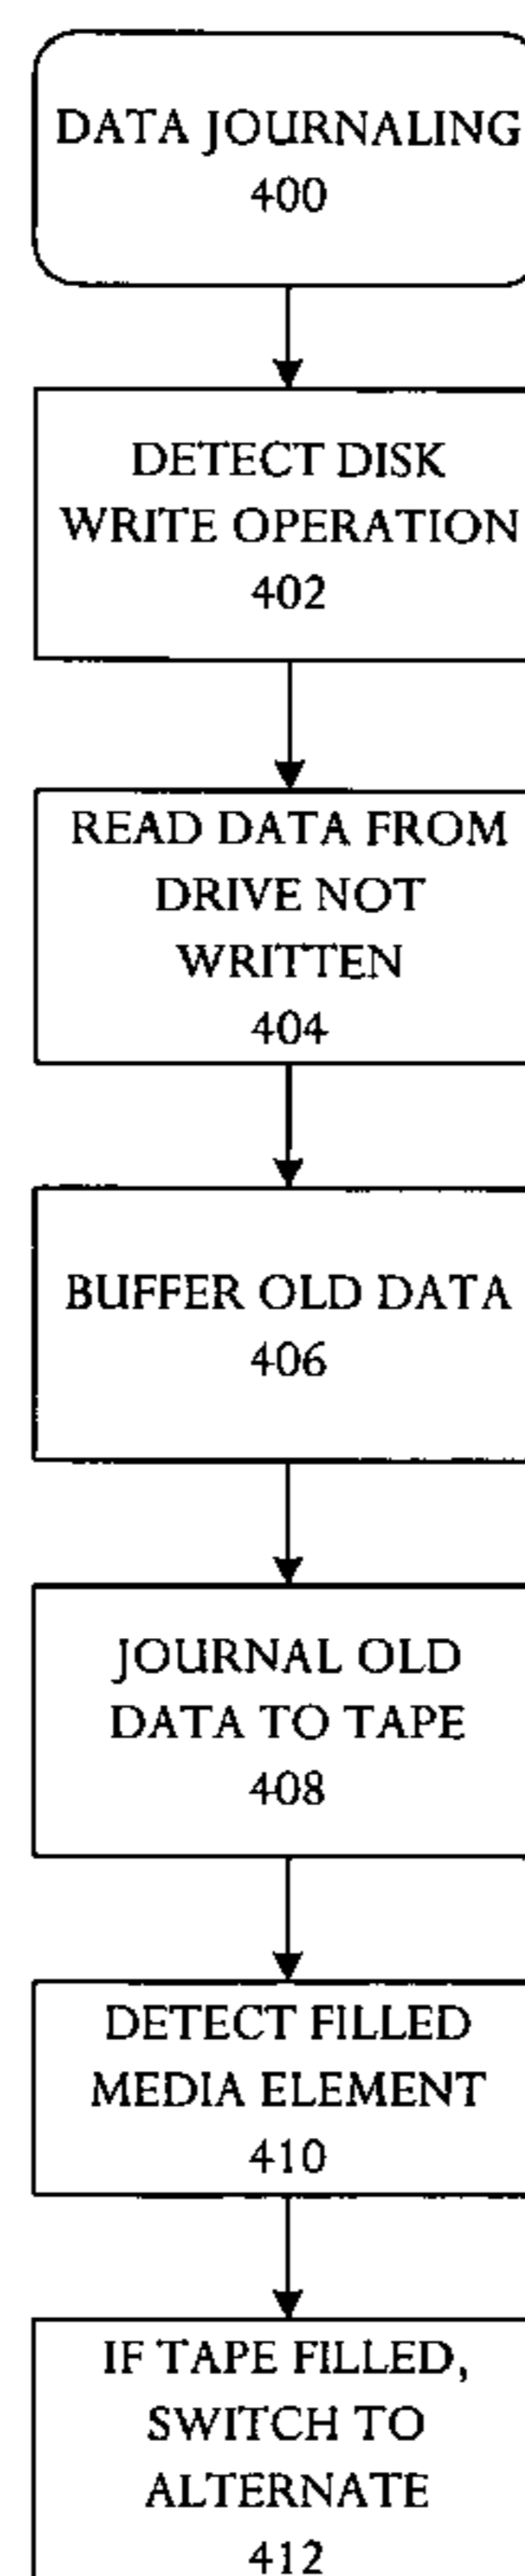 DATA JOURNALING
400
DETECT DISK
WRITE OPERATION
402
READ DATA FROM
DRIVE NOT
WRITTEN
404
BUFFER OLD DATA
406
JOURNAL OLD
DATA TO TAPE
408
DETECT FILLED
MEDIA ELEMENT
410
IF TAPE FILLED,
SWITCH TO
ALTERNATE
412